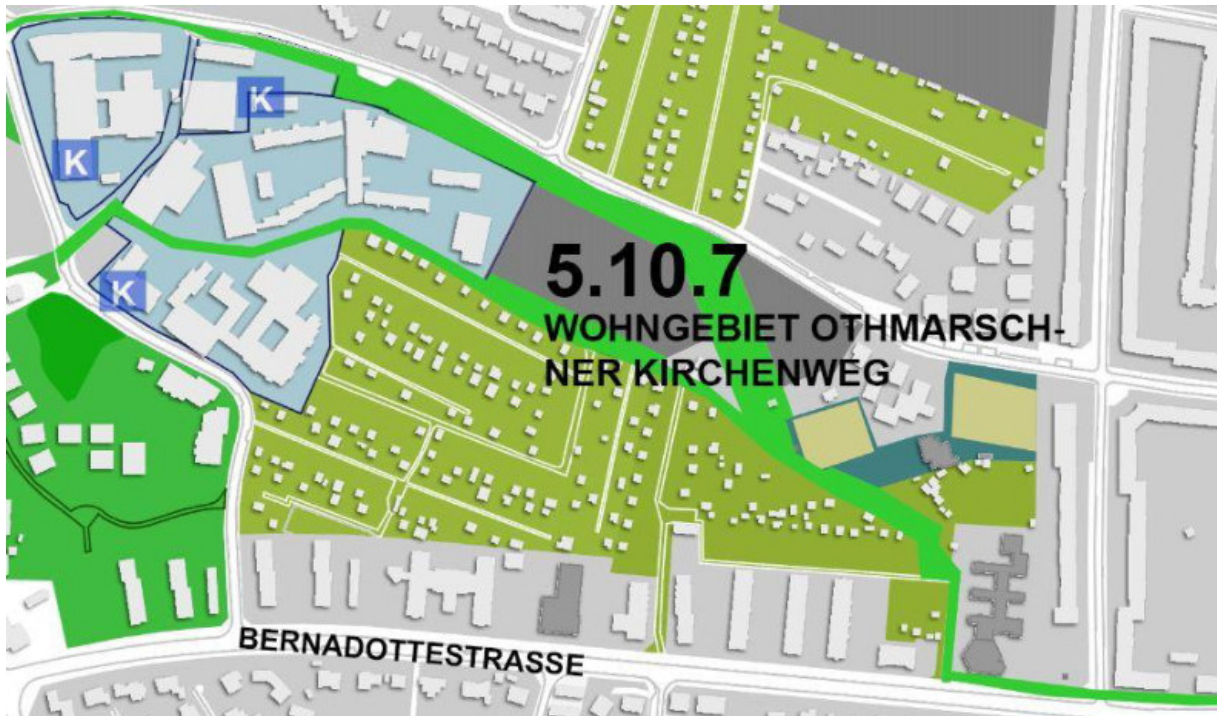 K
K
K
5.10.7
WOHNGEBIET OTHMARSCH-
NER KIRCHENWEG
BERNADOTTESTRASSE